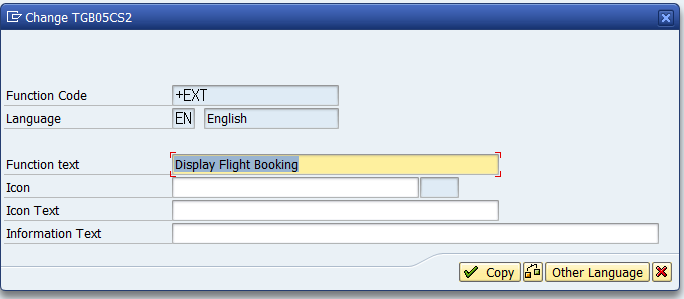 Change TGB05CS2
Function Code +EXT
Language EN English
Function text Display Flight Booking
Icon
Icon Text
Information Text
Copy Other Language